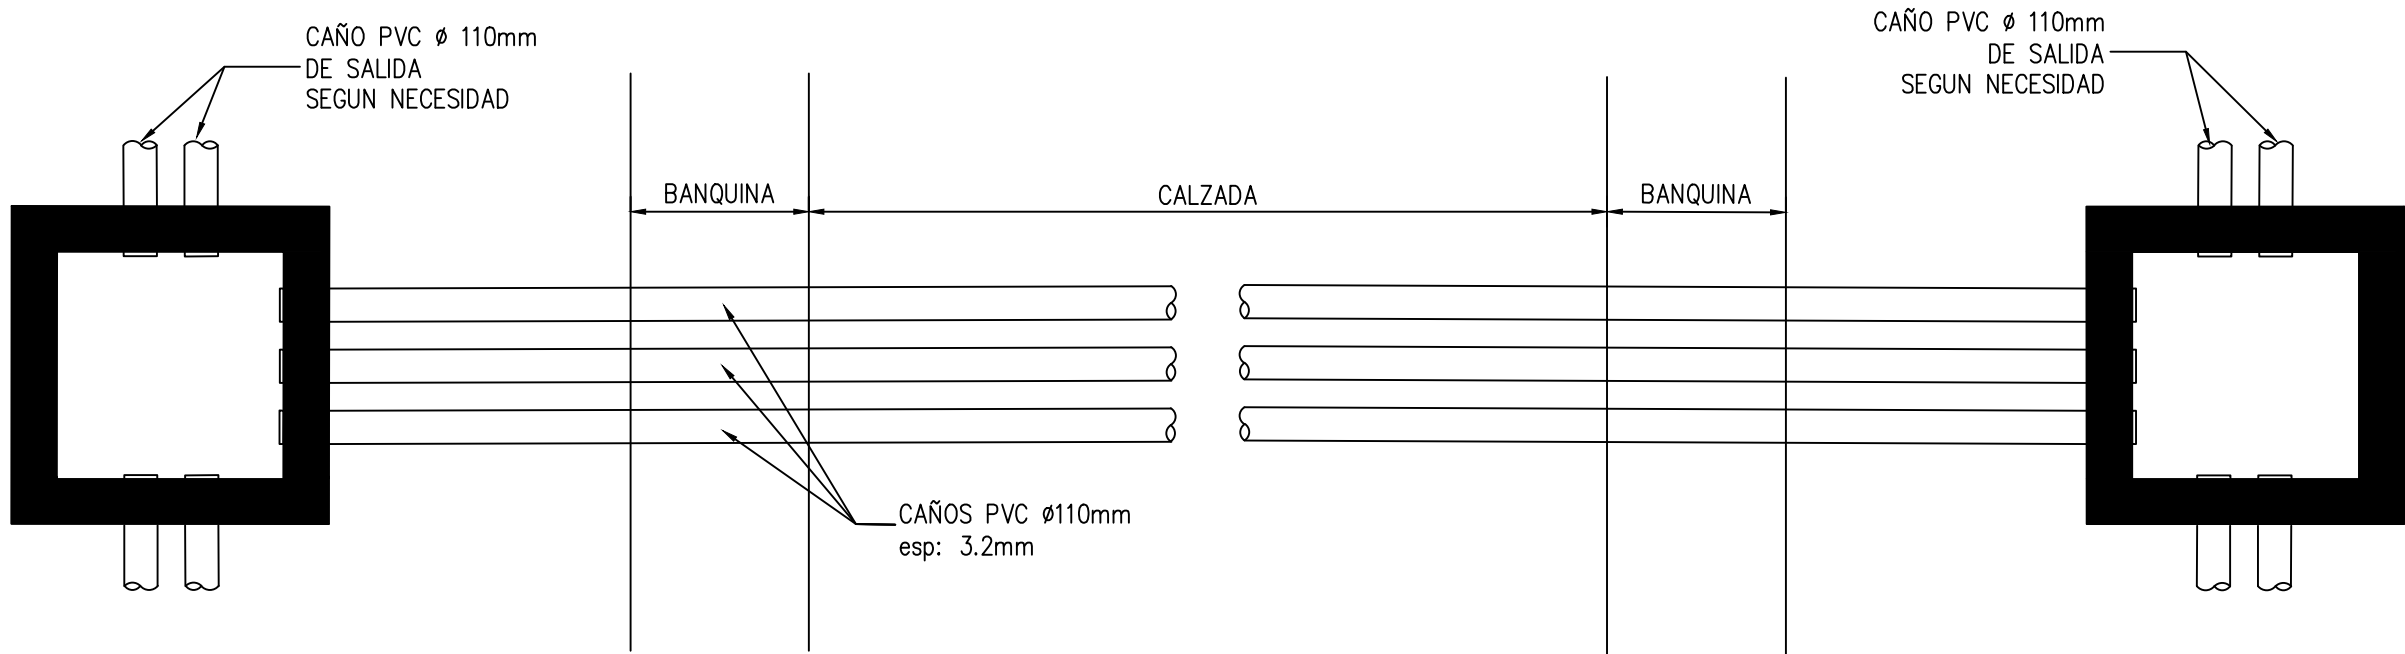 CAÑO PVC ø 110mm
DE SALIDA
SEGUN NECESIDAD
CAÑO PVC ø 110mm
DE SALIDA
SEGUN NECESIDAD
BANQUINA
CALZADA
BANQUINA
CAÑOS PVC ø110mm
esp: 3.2mm